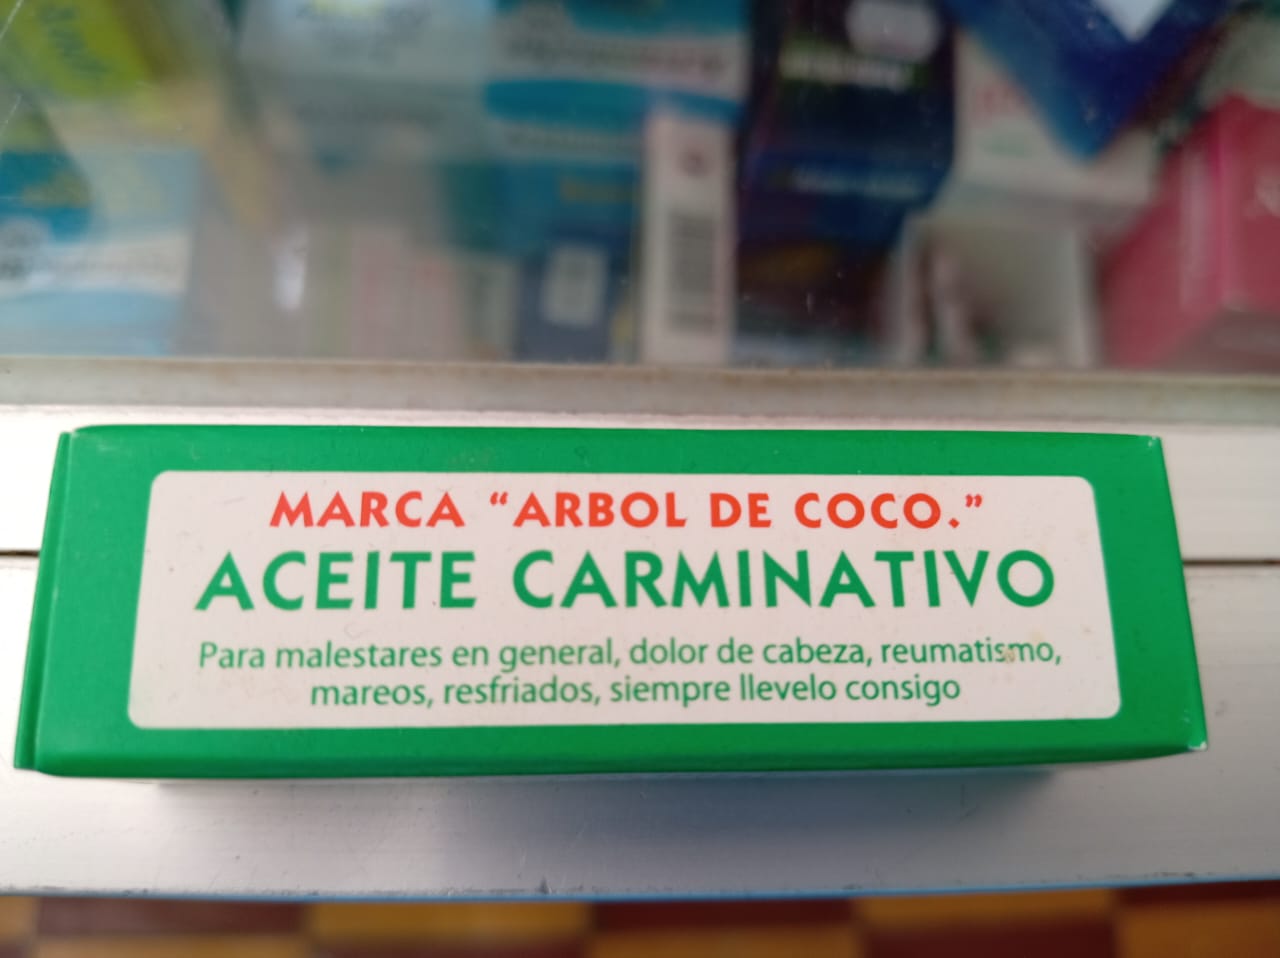 MARCA “ARBOL DE COCO.”
ACEITE CARMINATIVO
Para malestares en general, dolor de cabeza, reumatismo,
mareos, resfriados, siempre llevelo consigo